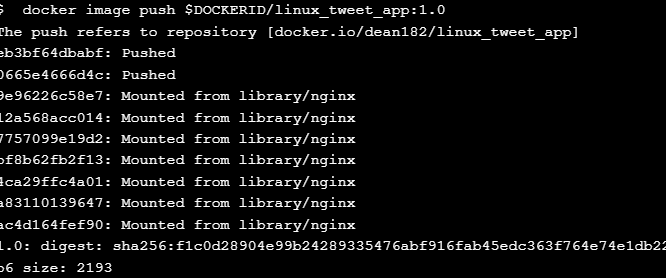 $  docker image push $DOCKERID/linux_tweet_app:1.0
The push refers to repository [docker.io/dean182/linux_tweet_app]
eb3bf64dbabf: Pushed
0665e4666d4c: Pushed
9e96226c58e7: Mounted from library/nginx
12a568acc014: Mounted from library/nginx
7757099e19d2: Mounted from library/nginx
bf8b62fb2f13: Mounted from library/nginx
4ca29ffc4a01: Mounted from library/nginx
a83110139647: Mounted from library/nginx
ac4d164fef90: Mounted from library/nginx
1.0: digest: sha256:f1c0d28904e99b24289335476abf916fab45edc363f764e74e1db22
b6 size: 2193